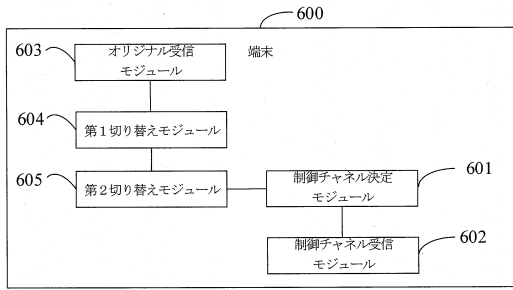 600
603
オリジナル受信
モジュール
端末
604
第1切り替えモジュール
605
第2切り替えモジュール
制御チャネル決定
モジュール
601
制御チャネル受信
モジュール
602